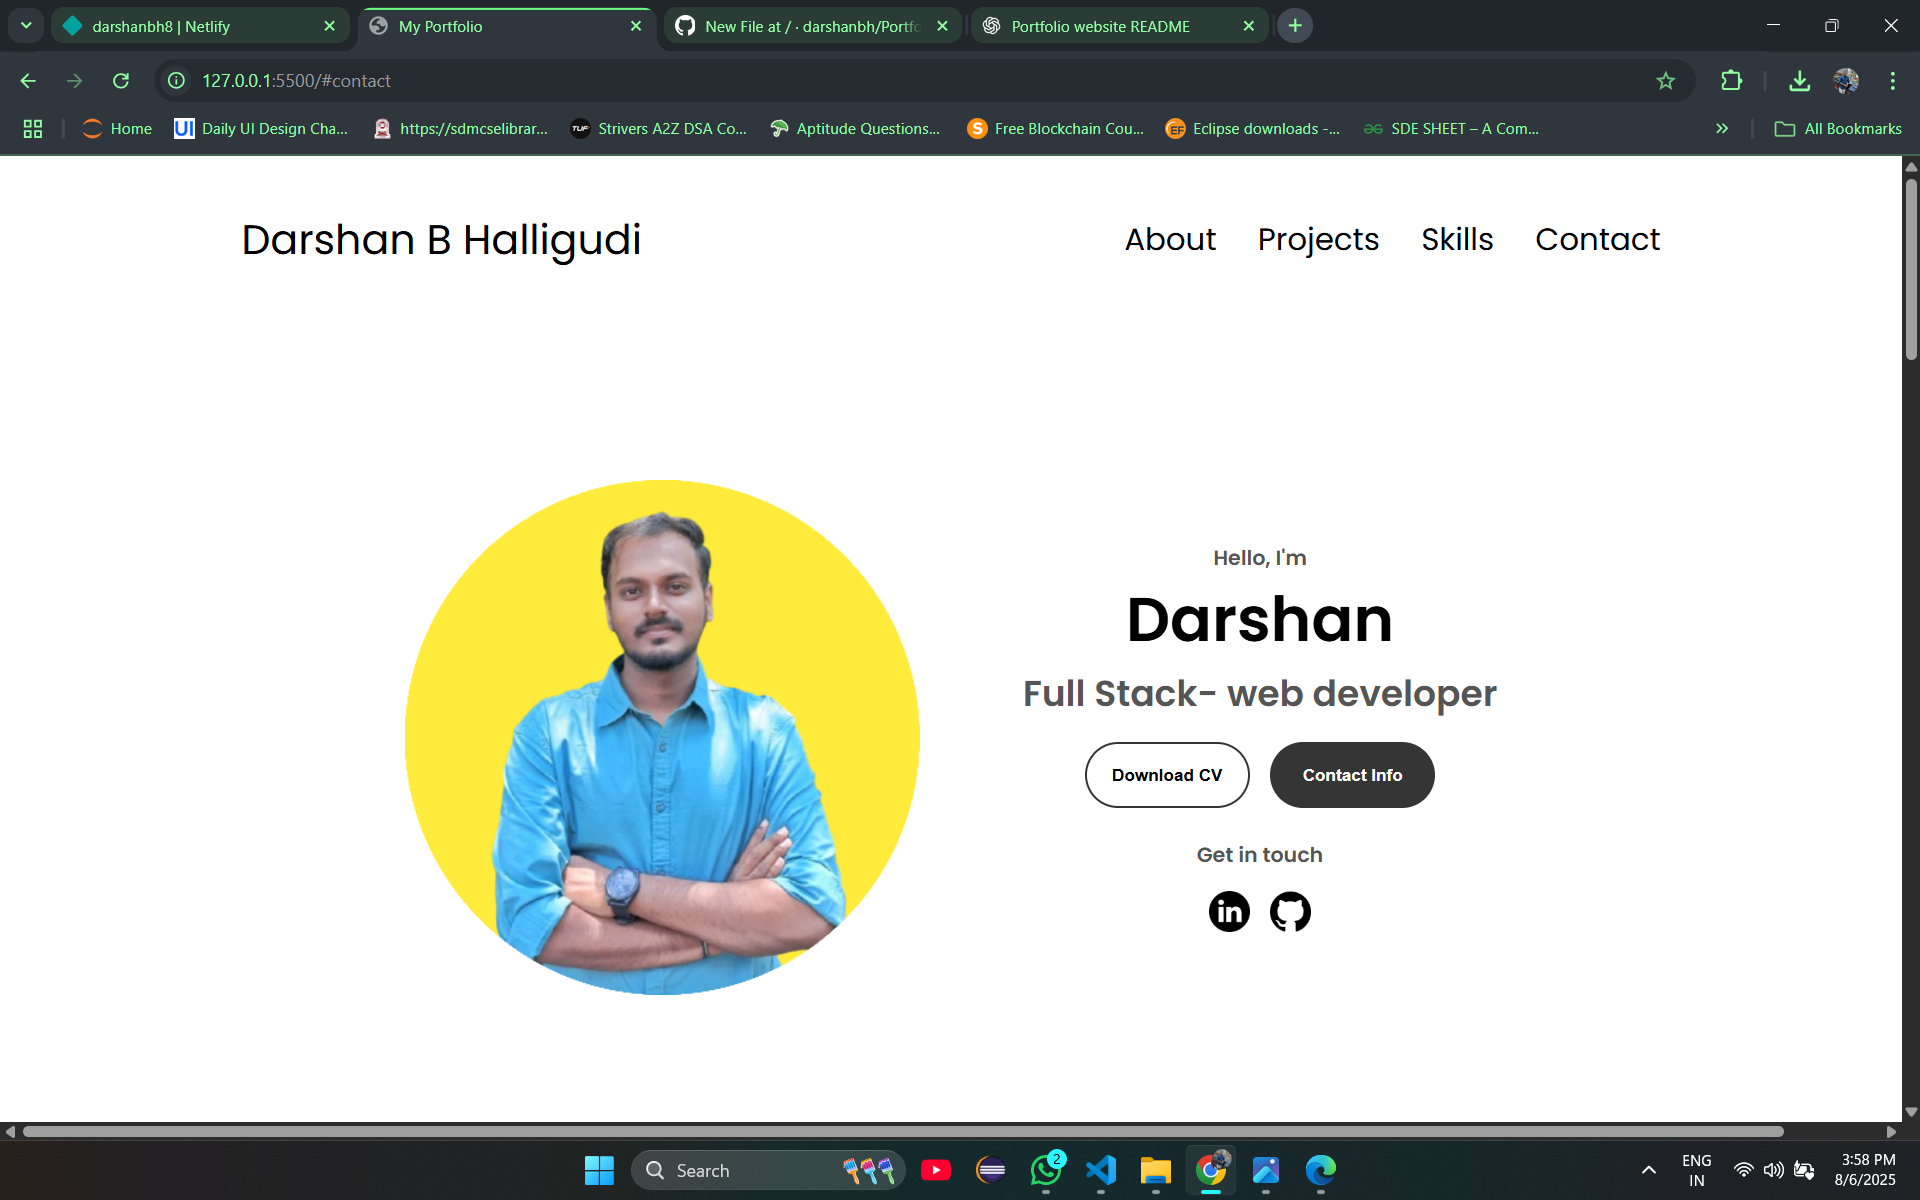 darshanbh8 | Netlify
My Portfolio
New File at / · darshanbh/Portfo
Portfolio website README
127.0.0.1:5500/#contact
Home
Daily UI Design Cha...
https://sdmcselibrar...
Strivers A2Z DSA Co...
Aptitude Questions...
Free Blockchain Cou...
Eclipse downloads -...
SDE SHEET – A Com...
All Bookmarks
Darshan B Halligudi
About
Projects
Skills
Contact
Hello, I'm
Darshan
Full Stack- web developer
Download CV
Contact Info
Get in touch
Search
2
ENG
IN
3:58 PM
8/6/2025